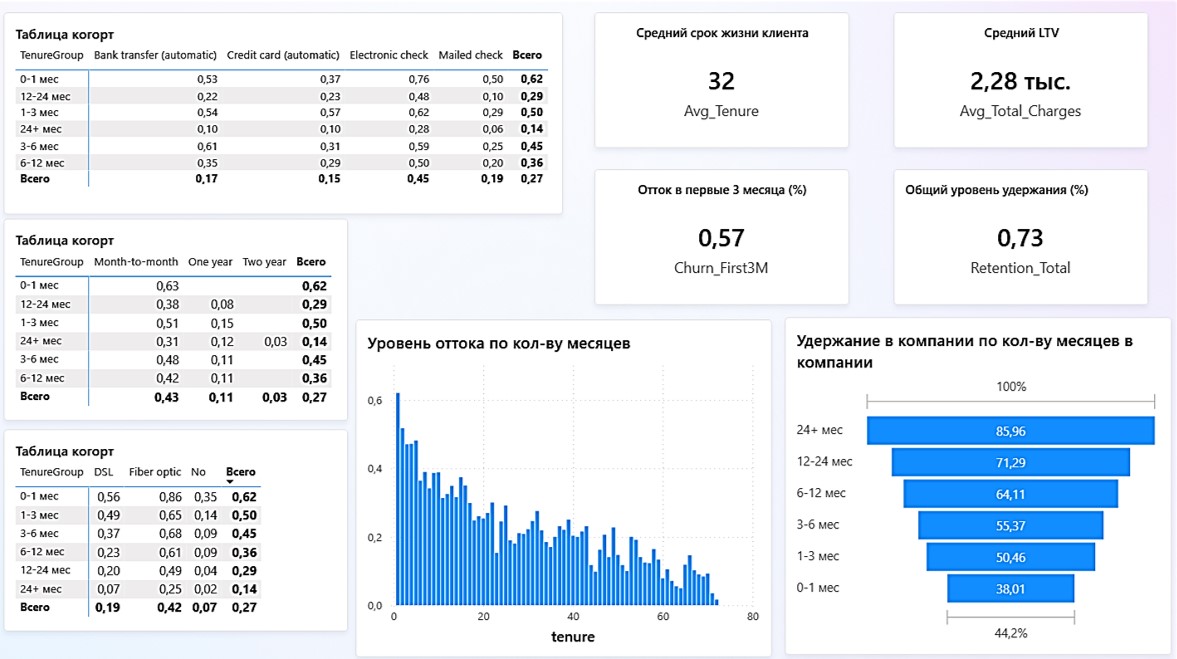 Таблица когорт
TenureGroup Bank transfer (automatic) Credit card (automatic) Electronic check Mailed check Всего
0-1 мес 0,53 0,37 0,76 0,50 0,62
12-24 мес 0,22 0,23 0,48 0,10 0,29
1-3 мес 0,54 0,57 0,62 0,29 0,50
24+ мес 0,10 0,10 0,28 0,06 0,14
3-6 мес 0,61 0,31 0,59 0,25 0,45
6-12 мес 0,35 0,29 0,50 0,20 0,36
Всего 0,17 0,15 0,45 0,19 0,27
Средний срок жизни клиента
32
Avg_Tenure
Средний LTV
2,28 тыс.
Avg_Total_Charges
Отток в первые 3 месяца (%)
0,57
Churn_First3M
Общий уровень удержания (%)
0,73
Retention_Total
Таблица когорт
TenureGroup Month-to-month One year Two year Всего
0-1 мес 0,63 0,62
12-24 мес 0,38 0,08 0,29
1-3 мес 0,51 0,15 0,50
24+ мес 0,31 0,12 0,03 0,14
3-6 мес 0,48 0,11 0,45
6-12 мес 0,42 0,11 0,36
Всего 0,43 0,11 0,03 0,27
Таблица когорт
TenureGroup DSL Fiber optic No Всего
0-1 мес 0,56 0,86 0,35 0,62
1-3 мес 0,49 0,65 0,14 0,50
3-6 мес 0,37 0,68 0,09 0,45
6-12 мес 0,23 0,61 0,09 0,36
12-24 мес 0,20 0,49 0,04 0,29
24+ мес 0,07 0,25 0,02 0,14
Всего 0,19 0,42 0,07 0,27
Уровень оттока по кол-ву месяцев
0,6
0,4
0,2
0,0
0 20 40 60 80
tenure
Удержание в компании по кол-ву месяцев в
компании
100%
24+ мес 85,96
12-24 мес 71,29
6-12 мес 64,11
3-6 мес 55,37
1-3 мес 50,46
0-1 мес 38,01
44,2%